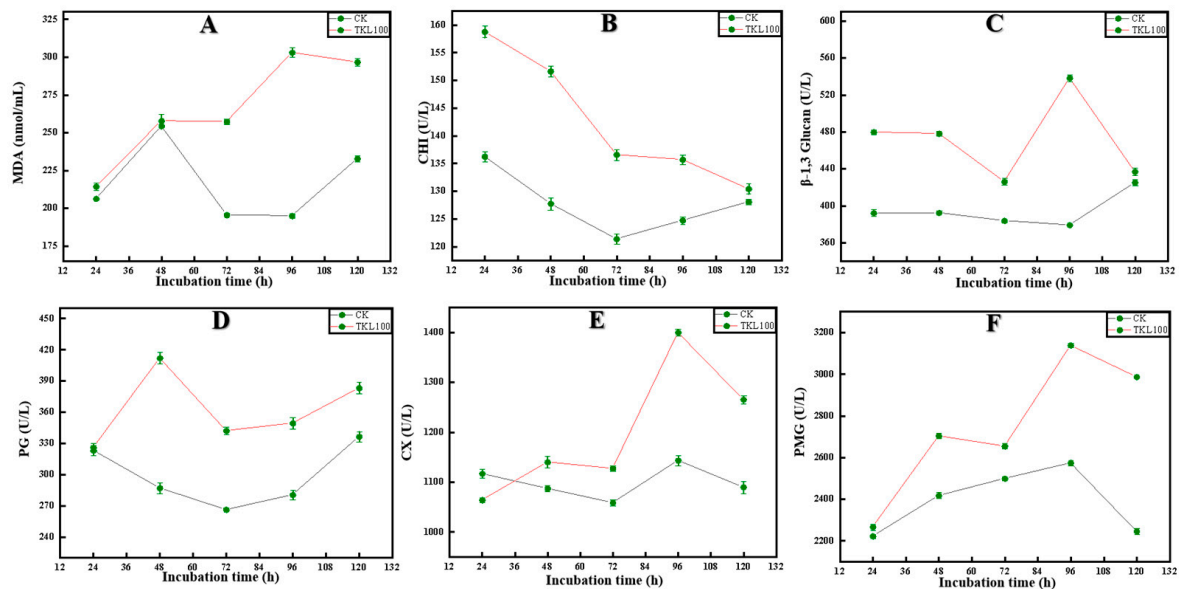 A
CK
TKL100
MDA (nmol/mL)
325
300
275
250
225
200
175
12 24 36 48 60 72 84 96 108 120 132
Incubation time (h)
B
CK
TKL100
CHI (U/L)
160
155
150
145
140
135
130
125
120
12 24 36 48 60 72 84 96 108 120 132
Incubation time (h)
C
CK
TKL100
β-1,3 Glucan (U/L)
600
560
520
480
440
400
360
12 24 36 48 60 72 84 96 108 120 132
Incubation time (h)
D
CK
TKL100
PG (U/L)
450
420
390
360
330
300
270
240
12 24 36 48 60 72 84 96 108 120 132
Incubation time (h)
E
CK
TKL100
CX (U/L)
1400
1300
1200
1100
1000
12 24 36 48 60 72 84 96 108 120 132
Incubation time (h)
F
CK
TKL100
PMG (U/L)
3200
3000
2800
2600
2400
2200
12 24 36 48 60 72 84 96 108 120 132
Incubation time (h)